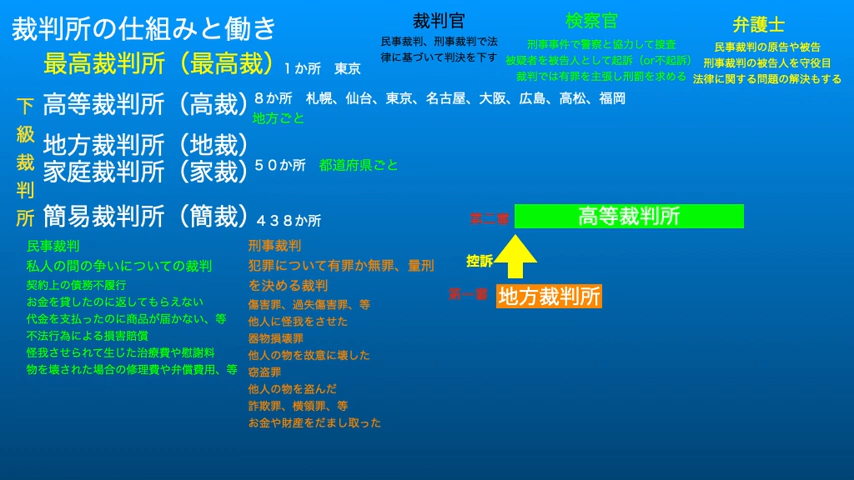 裁判所の仕組みと働き
裁判官
民事裁判、刑事裁判で法
律に基づいて判決を下す
検察官
刑事事件で警察と協力して捜査
被疑者を被告人として起訴（or不起訴）
裁判では有罪を主張し刑罰を求める
弁護士
民事裁判の原告や被告
刑事裁判の被告人を守役目
法律に関する問題の解決もする
最高裁判所（最高裁）１か所　東京
下級裁判所
高等裁判所（高裁）８か所　札幌、仙台、東京、名古屋、大阪、広島、高松、福岡
地方ごと
地方裁判所（地裁）
家庭裁判所（家裁）５０か所　都道府県ごと
簡易裁判所（簡裁）４３８か所
民事裁判
私人の間の争いについての裁判
契約上の債務不履行
お金を貸したのに返してもらえない
代金を支払ったのに商品が届かない、等
不法行為による損害賠償
怪我させられて生じた治療費や慰謝料
物を壊された場合の修理費や弁償費用、等
刑事裁判
犯罪について有罪か無罪、量刑
を決める裁判
傷害罪、過失傷害罪、等
他人に怪我をさせた
器物損壊罪
他人の物を故意に壊した
窃盗罪
他人の物を盗んだ
詐欺罪、横領罪、等
お金や財産をだまし取った
第二審
高等裁判所
控訴
第一審
地方裁判所